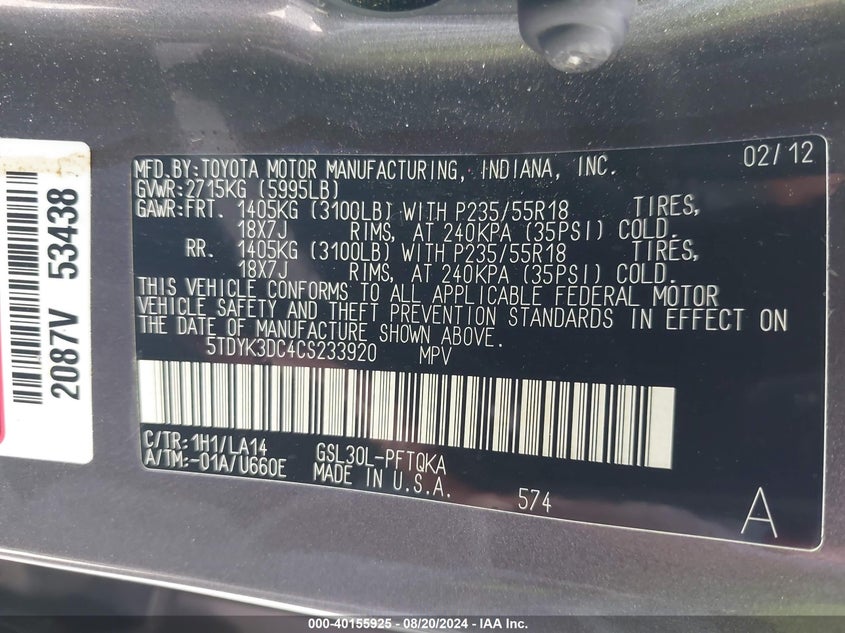 2087V 53438
MFD.BY:TOYOTA MOTOR MANUFACTURING, INDIANA, INC. 02/12
GVWR:2715KG (5995LB)
GAWR:FRT. 1405KG (3100LB) WITH P235/55R18 TIRES,
18X7J RIMS, AT 240KPA (35PSI) COLD.
RR. 1405KG (3100LB) WITH P235/55R18 TIRES,
18X7J RIMS, AT 240KPA (35PSI) COLD.
THIS VEHICLE CONFORMS TO ALL APPLICABLE FEDERAL MOTOR
VEHICLE SAFETY AND THEFT PREVENTION STANDARDS IN EFFECT ON
THE DATE OF MANUFACTURE SHOWN ABOVE.
5TDYK3DC4CS233920 MPV
C/TR:1H1/LA14 GSL30L-PFTQKA
A/TM:-01A/U660E MADE IN U.S.A. 574
A
000-40155925 - 08/20/2024 - IAA Inc.